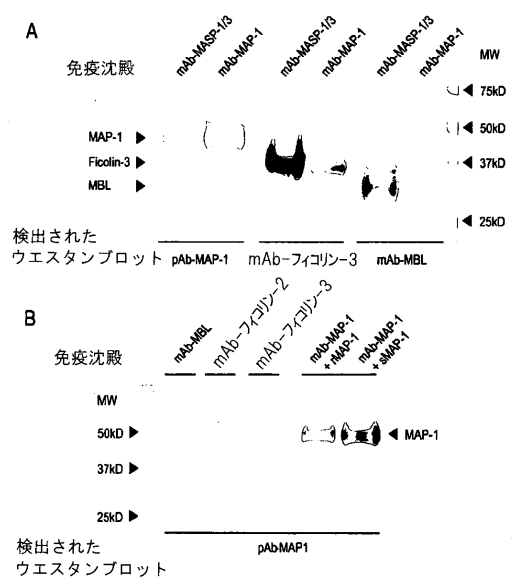 A
免疫沈殿
mAb-MASP-1/3
mAb-MAP-1
mAb-MASP-1/3
mAb-MAP-1
mAb-MASP-1/3
mAb-MAP-1
MW
75kD
50kD
37kD
25kD
MAP-1
Ficolin-3
MBL
検出された
ウエスタンブロット
pAb-MAP-1
mAb-フィコリン-3
mAb-MBL
B
免疫沈殿
mAb-MBL
mAb-フィコリン-2
mAb-フィコリン-3
mAb-MAP-1
+ rMAP-1
mAb-MAP-1
+ sMAP-1
MW
50kD
37kD
25kD
MAP-1
検出された
ウエスタンブロット
pAb-MAP1